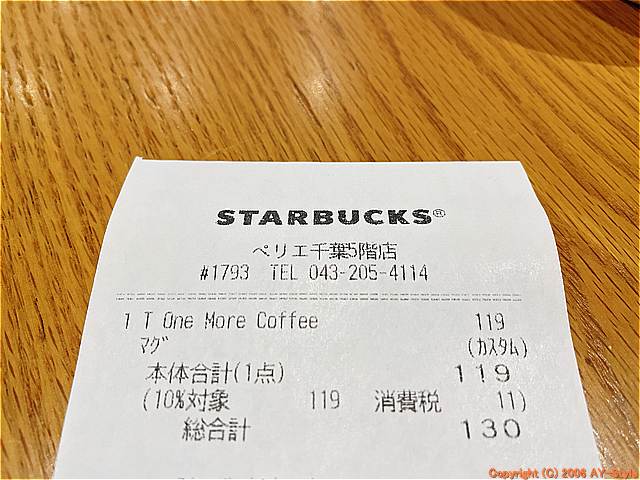 STARBUCKS®
ペリエ千葉5階店
#1793 TEL 043-205-4114
1 T One More Coffee 119
マグ (カスタム)
本体合計(1点) 119
(10%対象 119 消費税 11)
総合計 130
Copyright (C) 2006 AY-Style